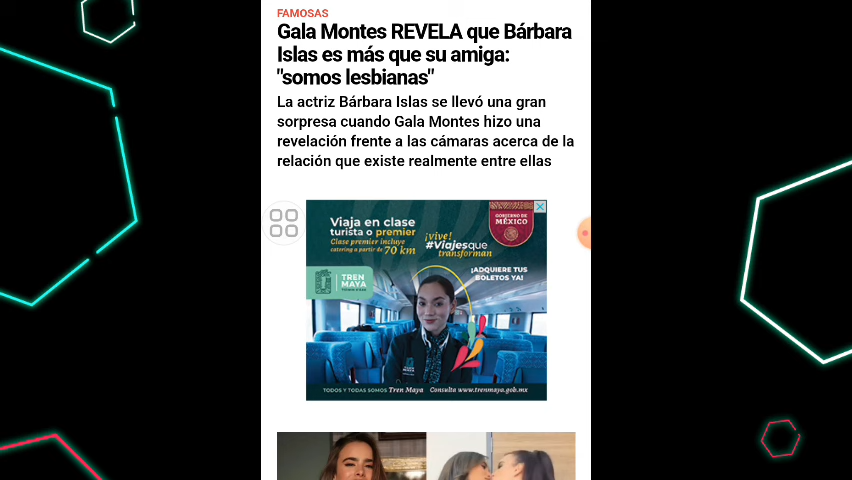 FAMOSAS
Gala Montes REVELA que Bárbara
Islas es más que su amiga:
"somos lesbianas"
La actriz Bárbara Islas se llevó una gran
sorpresa cuando Gala Montes hizo una
revelación frente a las cámaras acerca de la
relación que existe realmente entre ellas
Viaja en clase
turista o premier
Clase premier incluye
catering a partir de 70 km
¡vive!
#Viajesque
transforman
GOBIERNO DE
MÉXICO
¡ADQUIERE TUS
BOLETOS YA!
TREN
MAYA
TODOS Y TODAS SOMOS Tren Maya Consulta www.trenmaya.gob.mx